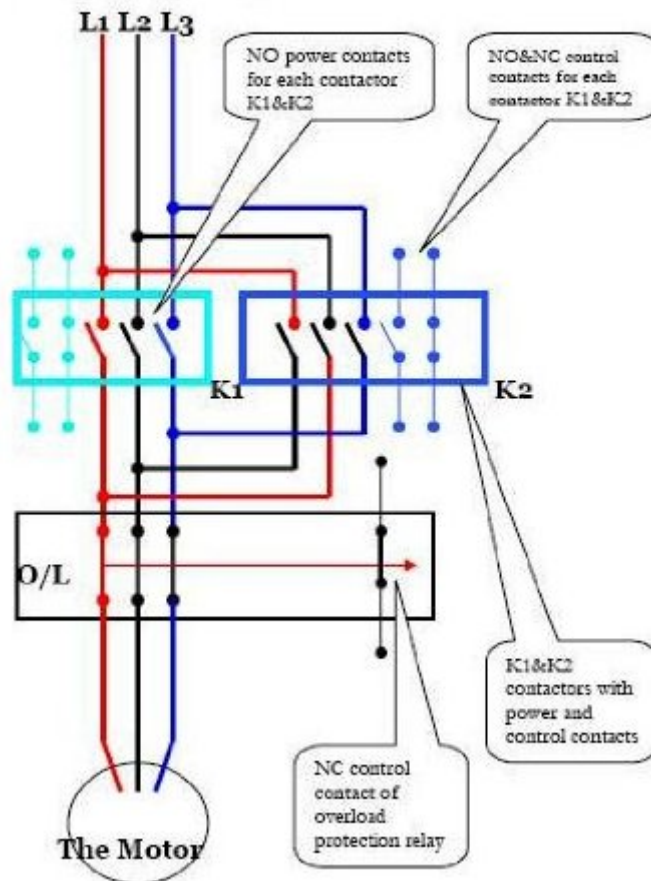 L1 L2 L3
NO power contacts
for each contactor
K1&K2
NO&NC control
contacts for each
contactor K1&K2
K1
K2
O/L
K1&K2
contactors with
power and
control contacts
NC control
contact of
overload
protection relay
The Motor